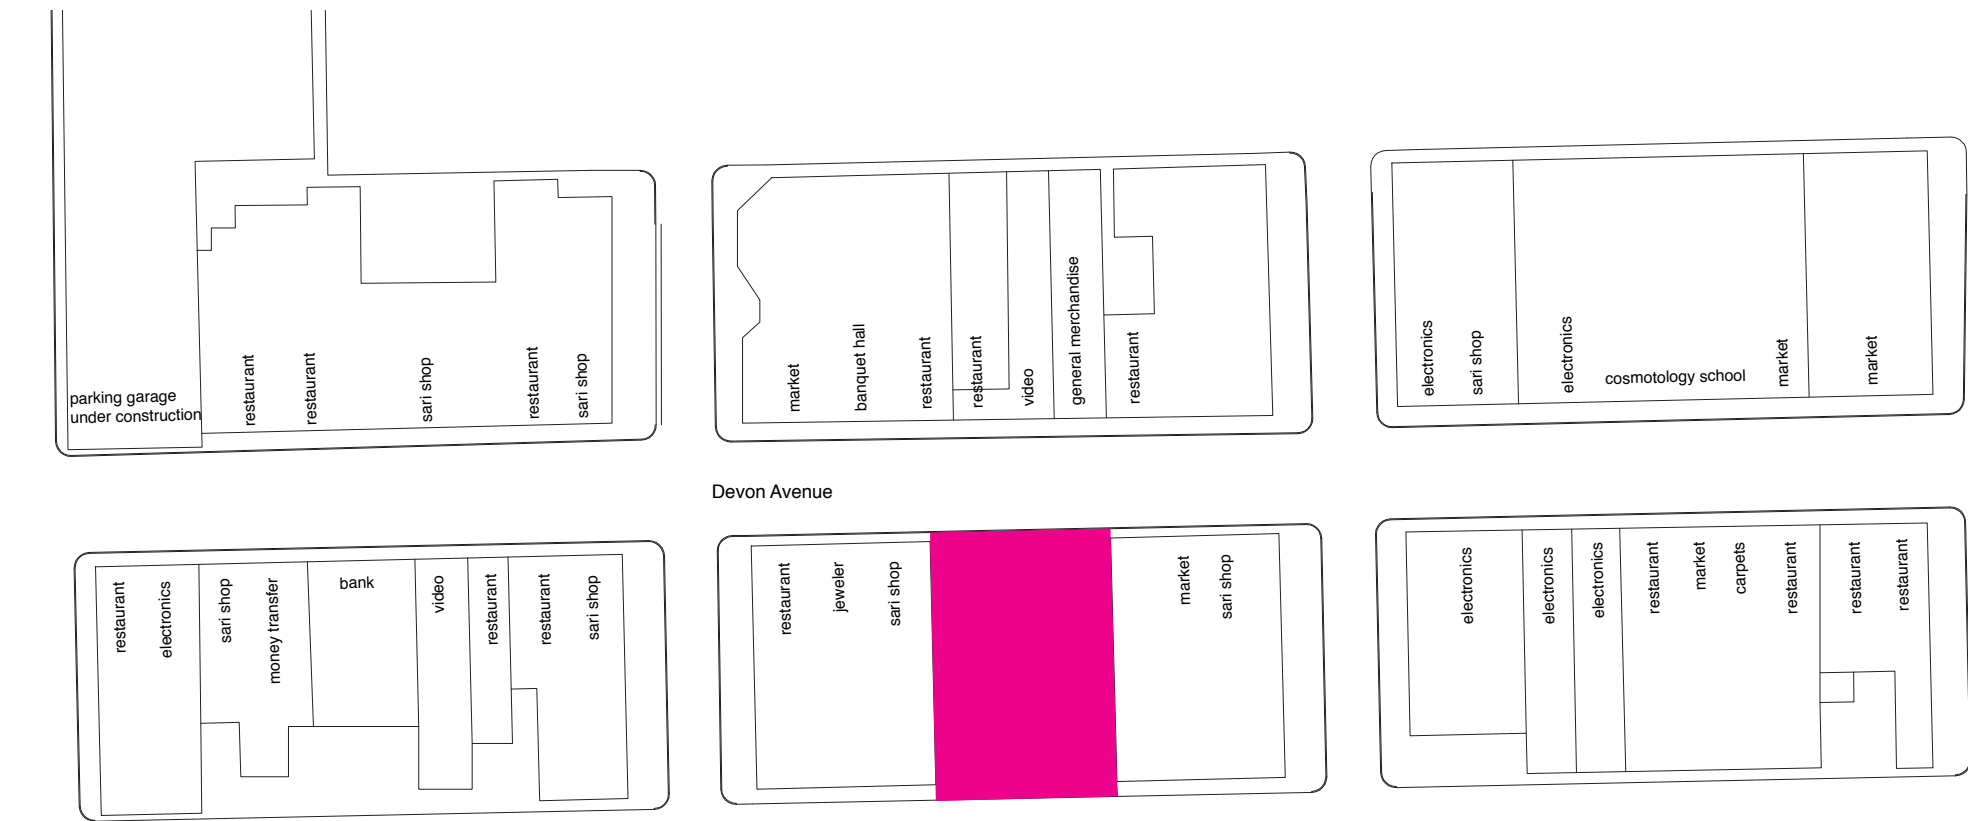 parking garage
under construction
restaurant
restaurant
sari shop
restaurant
sari shop
market
banquet hall
restaurant
restaurant
video
general merchandise
restaurant
electronics
sari shop
electronics
cosmotology school
market
market
Devon Avenue
restaurant
electronics
sari shop
money transfer
bank
video
restaurant
restaurant
sari shop
restaurant
jeweler
sari shop
market
sari shop
electronics
electronics
electronics
restaurant
market
carpets
restaurant
restaurant
restaurant